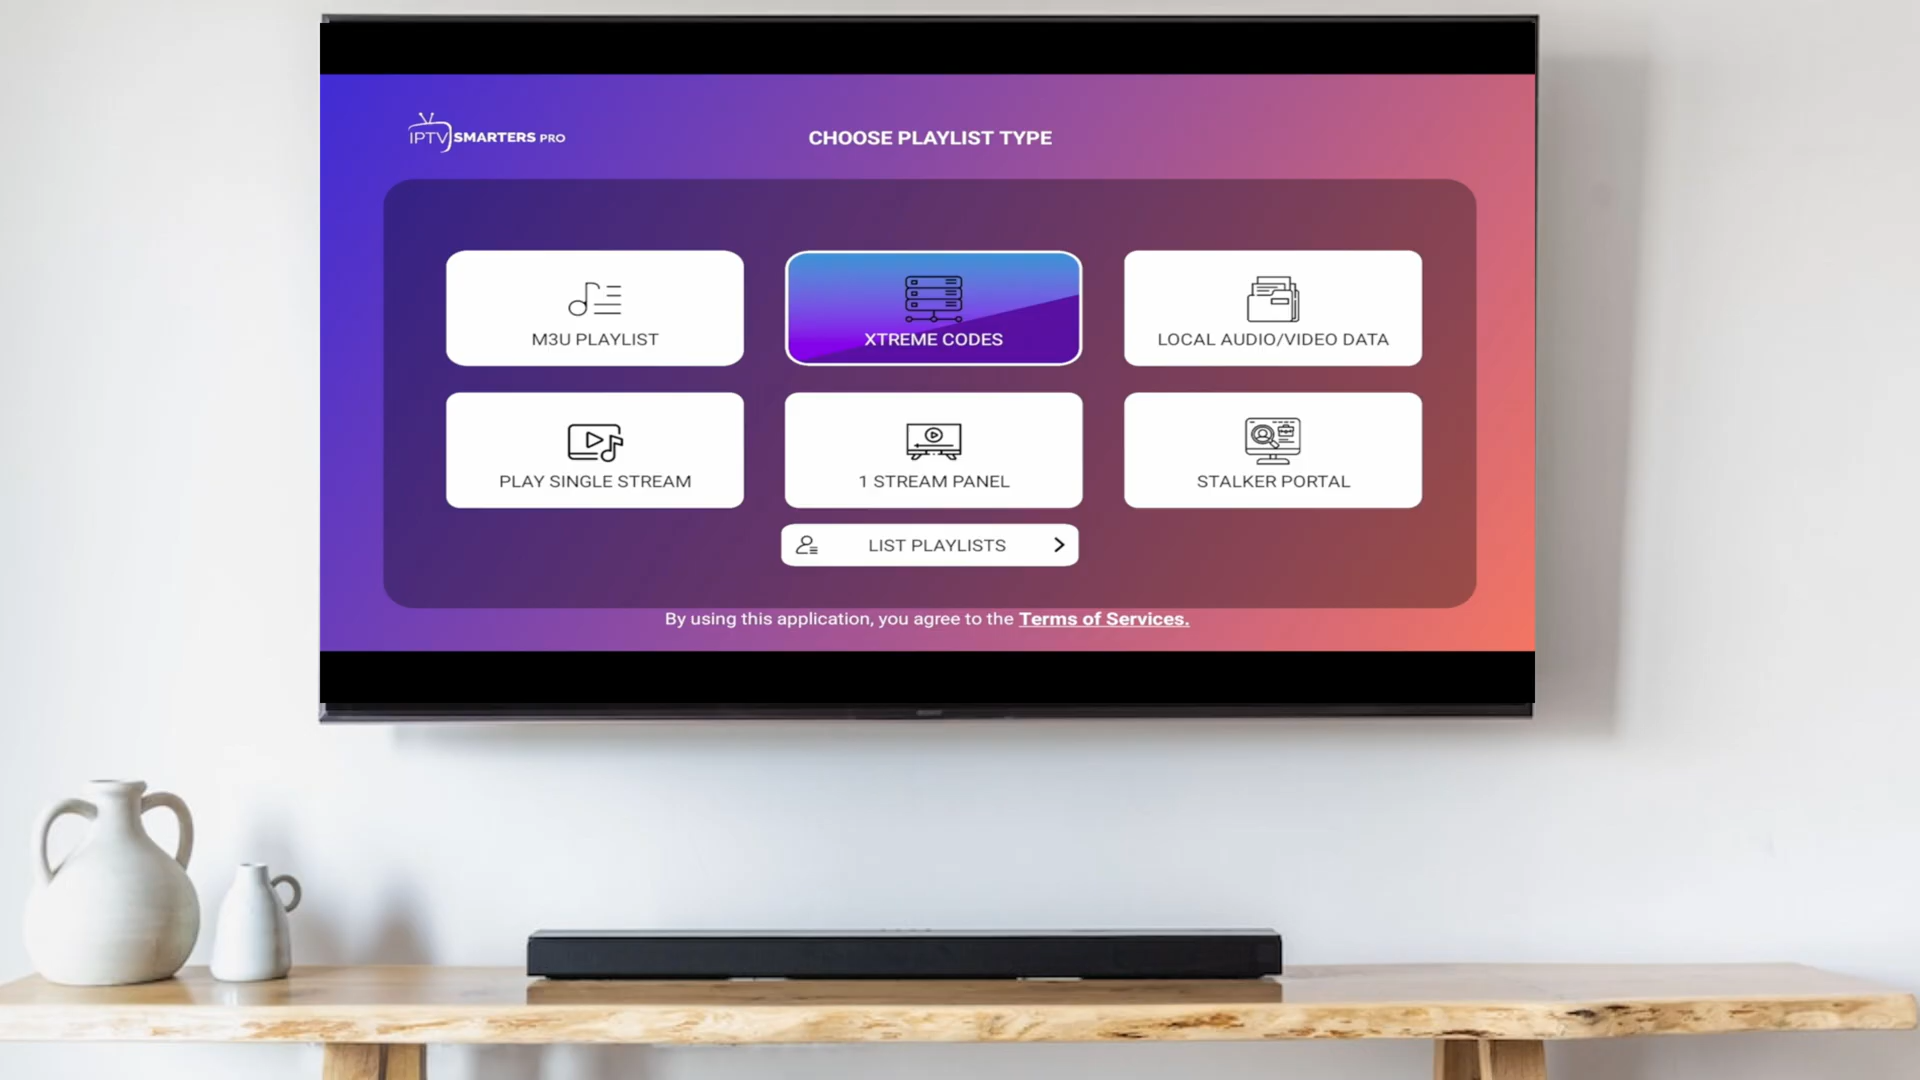 IPTV SMARTERS PRO
CHOOSE PLAYLIST TYPE
M3U PLAYLIST
XTREME CODES
LOCAL AUDIO/VIDEO DATA
PLAY SINGLE STREAM
1 STREAM PANEL
STALKER PORTAL
LIST PLAYLISTS
By using this application, you agree to the Terms of Services.